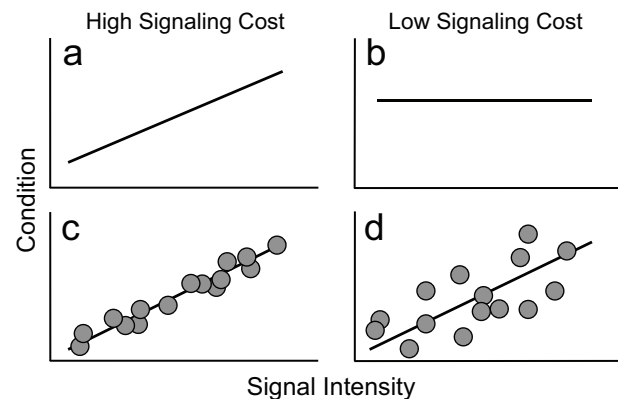 High Signaling Cost
Low Signaling Cost
a
b
Condition
c
d
Signal Intensity